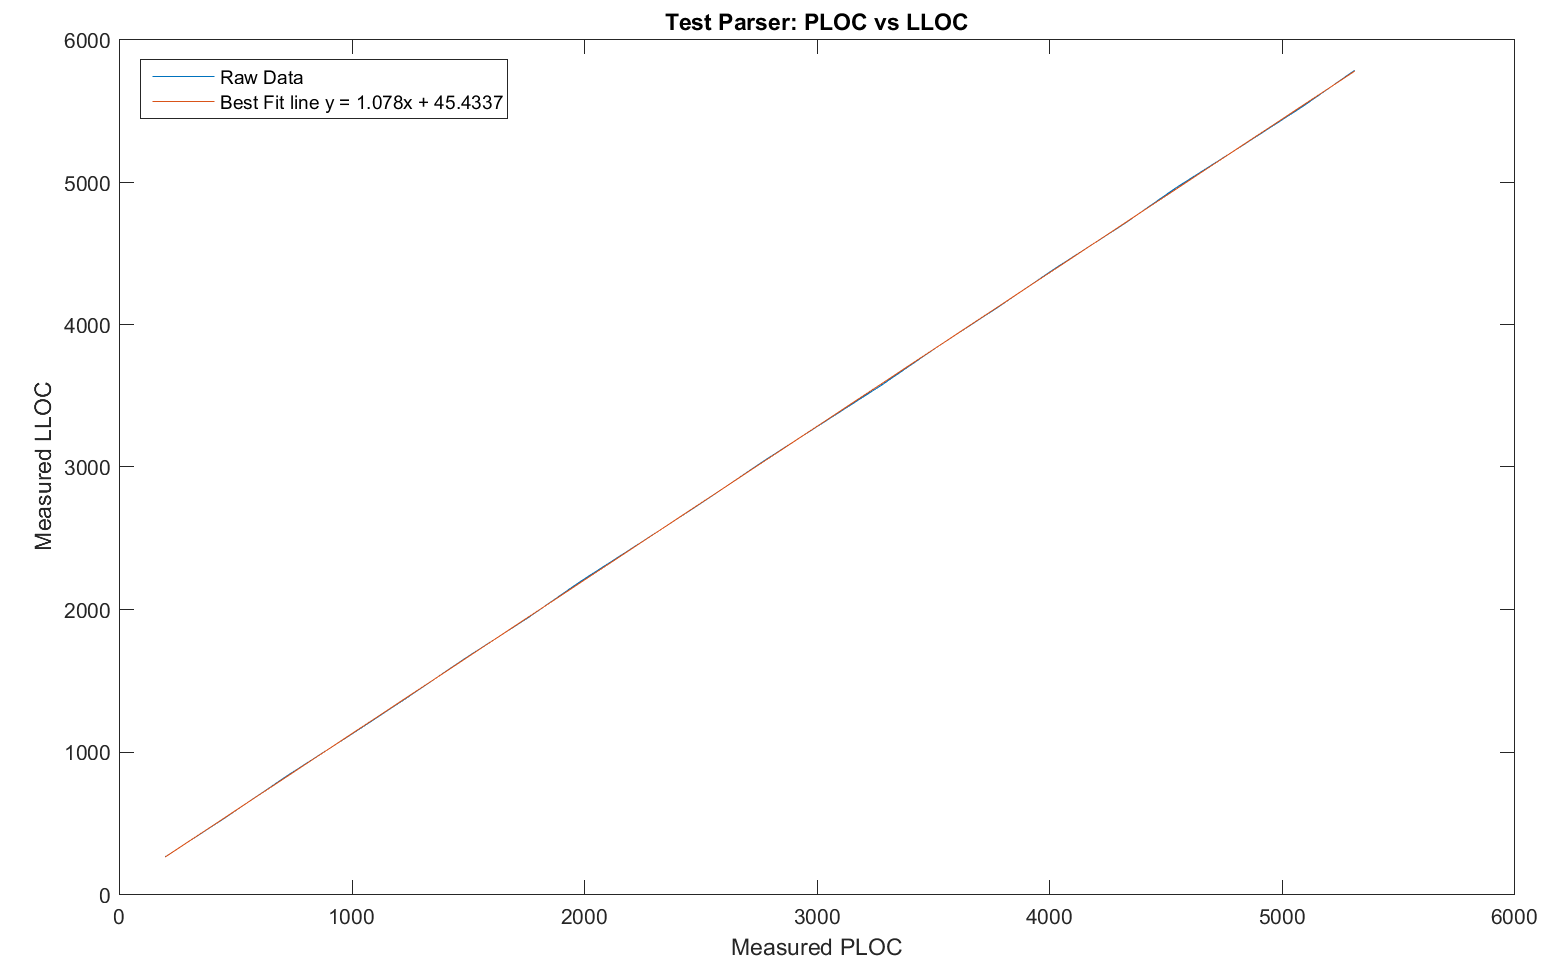 Test Parser: PLOC vs LLOC
Raw Data
Best Fit line y = 1.078x + 45.4337
Measured LLOC
6000
5000
4000
3000
2000
1000
0
0 1000 2000 3000 4000 5000 6000
Measured PLOC